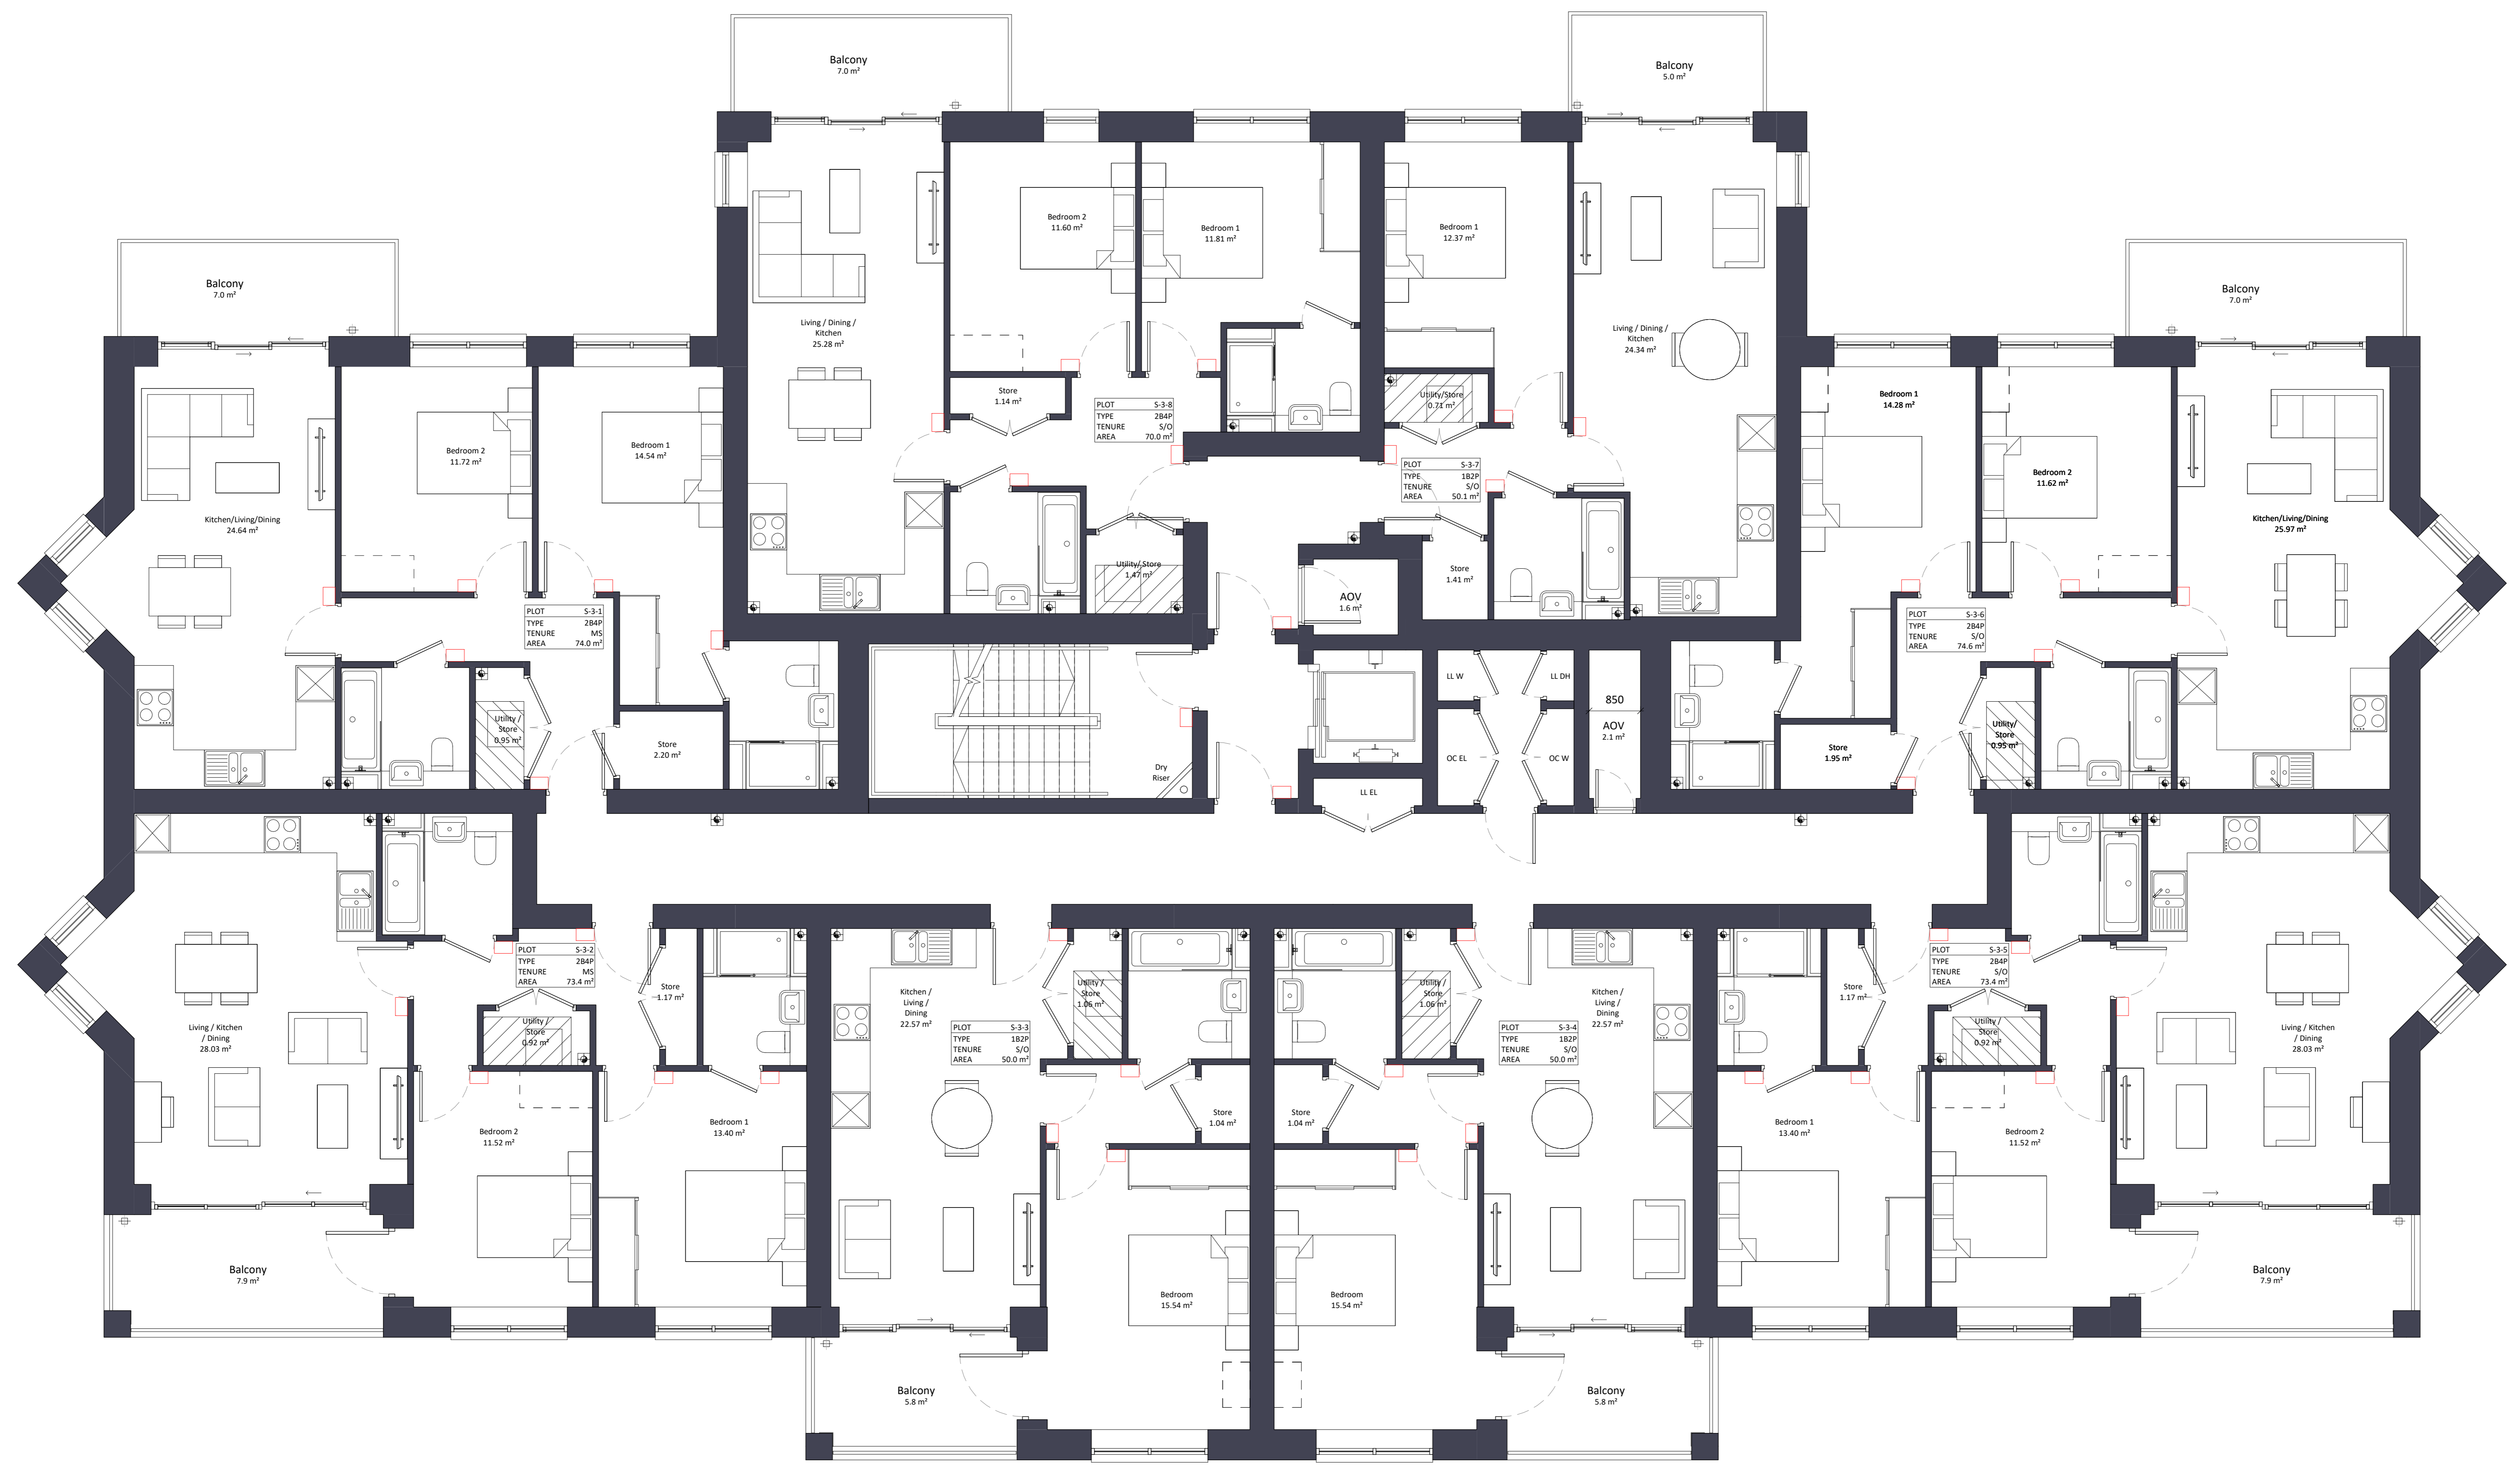 Balcony
7.0 m²
Balcony
5.0 m²
Balcony
7.0 m²
Balcony
7.0 m²
Bedroom 2
11.60 m²
Bedroom 1
11.81 m²
Bedroom 1
12.37 m²
Living / Dining /
Kitchen
25.28 m²
Living / Dining /
Kitchen
24.34 m²
Store
1.14 m²
PLOT S-3-8
TYPE 2B4P
TENURE S/O
AREA 70.0 m²
Utility/Store
0.71 m²
Bedroom 1
14.28 m²
Bedroom 2
11.72 m²
Bedroom 1
14.54 m²
PLOT S-3-7
TYPE 1B2P
TENURE S/O
AREA 50.1 m²
Bedroom 2
11.62 m²
Kitchen/Living/Dining
24.64 m²
Kitchen/Living/Dining
25.97 m²
Utility/ Store
1.47 m²
Store
1.41 m²
AOV
1.6 m²
PLOT S-3-1
TYPE 2B4P
TENURE MS
AREA 74.0 m²
PLOT S-3-6
TYPE 2B4P
TENURE S/O
AREA 74.6 m²
LL W
LL DH
850
AOV
2.1 m²
Utility /
Store
0.95 m²
Store
2.20 m²
Dry
Riser
OC EL
OC W
Store
1.95 m²
Utility/
Store
0.95 m²
LL EL
PLOT S-3-2
TYPE 2B4P
TENURE MS
AREA 73.4 m²
Store
1.17 m²
Utility /
Store
0.92 m²
Living / Kitchen
/ Dining
28.03 m²
Kitchen /
Living /
Dining
22.57 m²
PLOT S-3-3
TYPE 1B2P
TENURE S/O
AREA 50.0 m²
Utility /
Store
1.06 m²
Utility /
Store
1.06 m²
Kitchen /
Living /
Dining
22.57 m²
PLOT S-3-4
TYPE 1B2P
TENURE S/O
AREA 50.0 m²
Store
1.17 m²
PLOT S-3-5
TYPE 2B4P
TENURE S/O
AREA 73.4 m²
Utility /
Store
0.92 m²
Living / Kitchen
/ Dining
28.03 m²
Bedroom 2
11.52 m²
Bedroom 1
13.40 m²
Store
1.04 m²
Store
1.04 m²
Bedroom 1
13.40 m²
Bedroom 2
11.52 m²
Balcony
7.9 m²
Bedroom
15.54 m²
Bedroom
15.54 m²
Balcony
7.9 m²
Balcony
5.8 m²
Balcony
5.8 m²